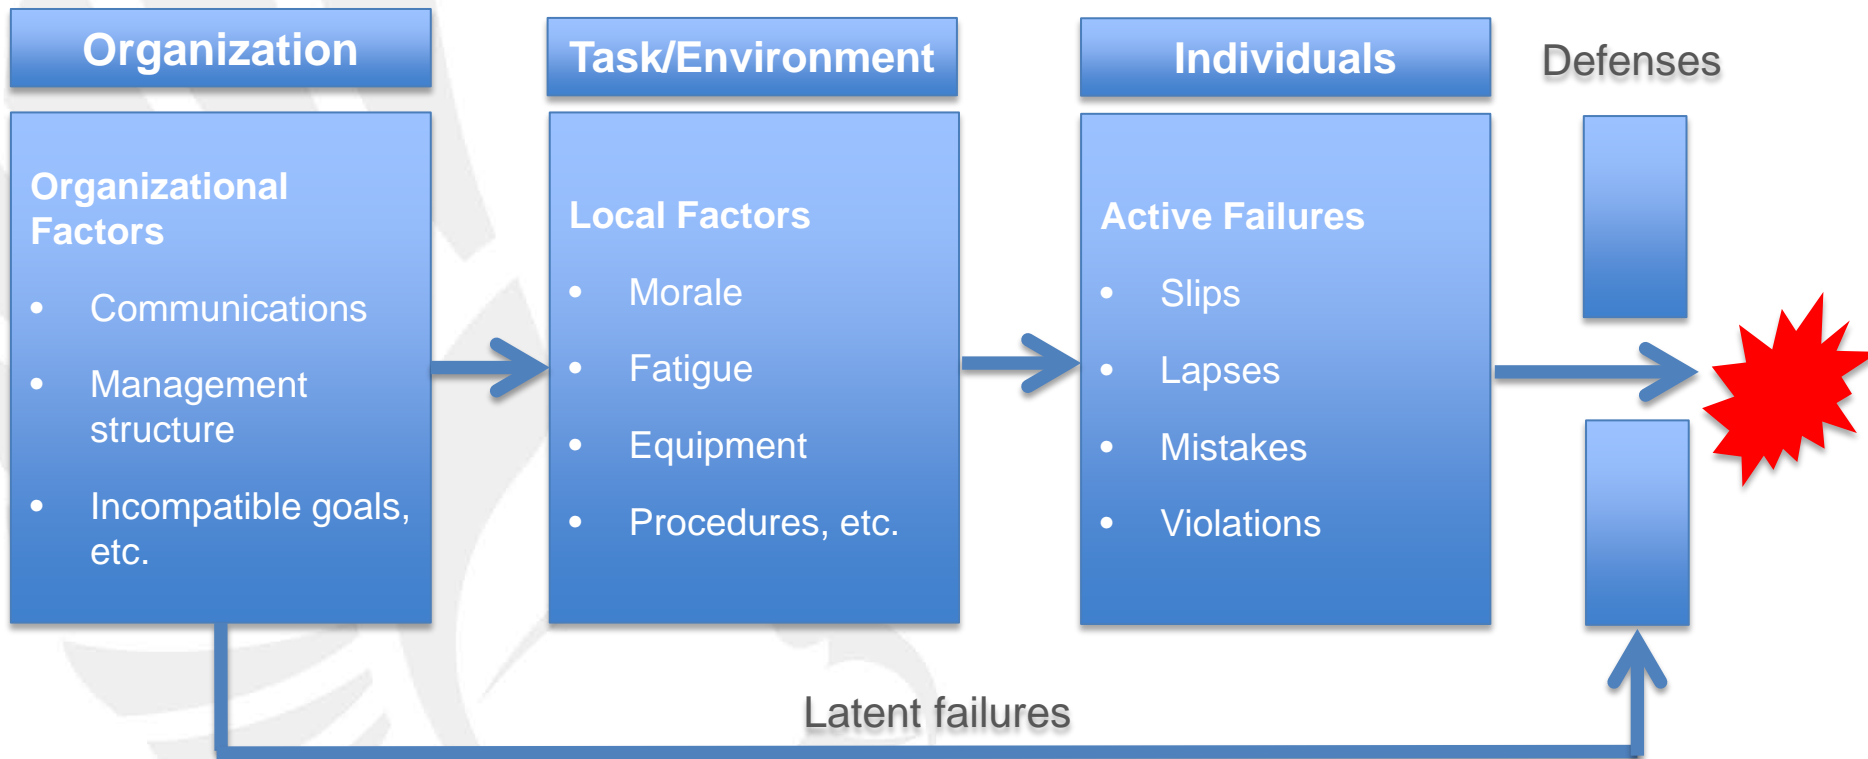 Organization
Task/Environment
Individuals
Defenses
Organizational
Factors
• Communications
• Management
structure
• Incompatible goals,
etc.
Local Factors
• Morale
• Fatigue
• Equipment
• Procedures, etc.
Active Failures
• Slips
• Lapses
• Mistakes
• Violations
Latent failures